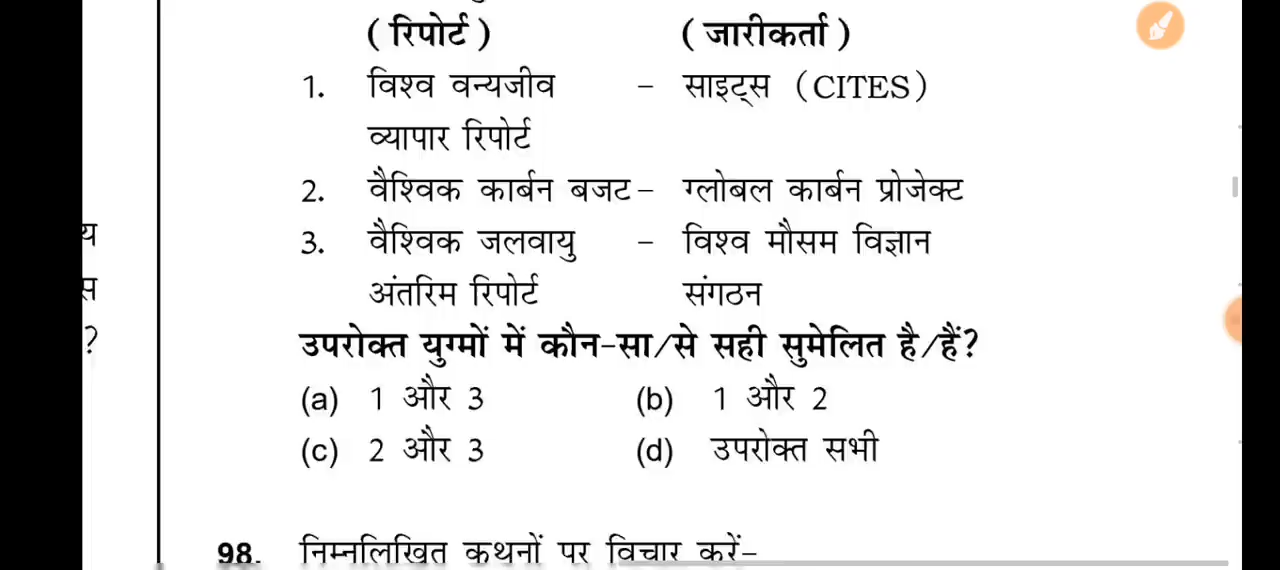 (रिपोर्ट) (जारीकर्ता)
1. विश्व वन्यजीव – साइट्स (CITES)
व्यापार रिपोर्ट
2. वैश्विक कार्बन बजट – ग्लोबल कार्बन प्रोजेक्ट
3. वैश्विक जलवायु – विश्व मौसम विज्ञान
अंतरिम रिपोर्ट संगठन
उपरोक्त युग्मों में कौन-सा/से सही सुमेलित है/हैं?
(a) 1 और 3 (b) 1 और 2
(c) 2 और 3 (d) उपरोक्त सभी
98. निम्नलिखित कथनों पर विचार करें–
य
स
?